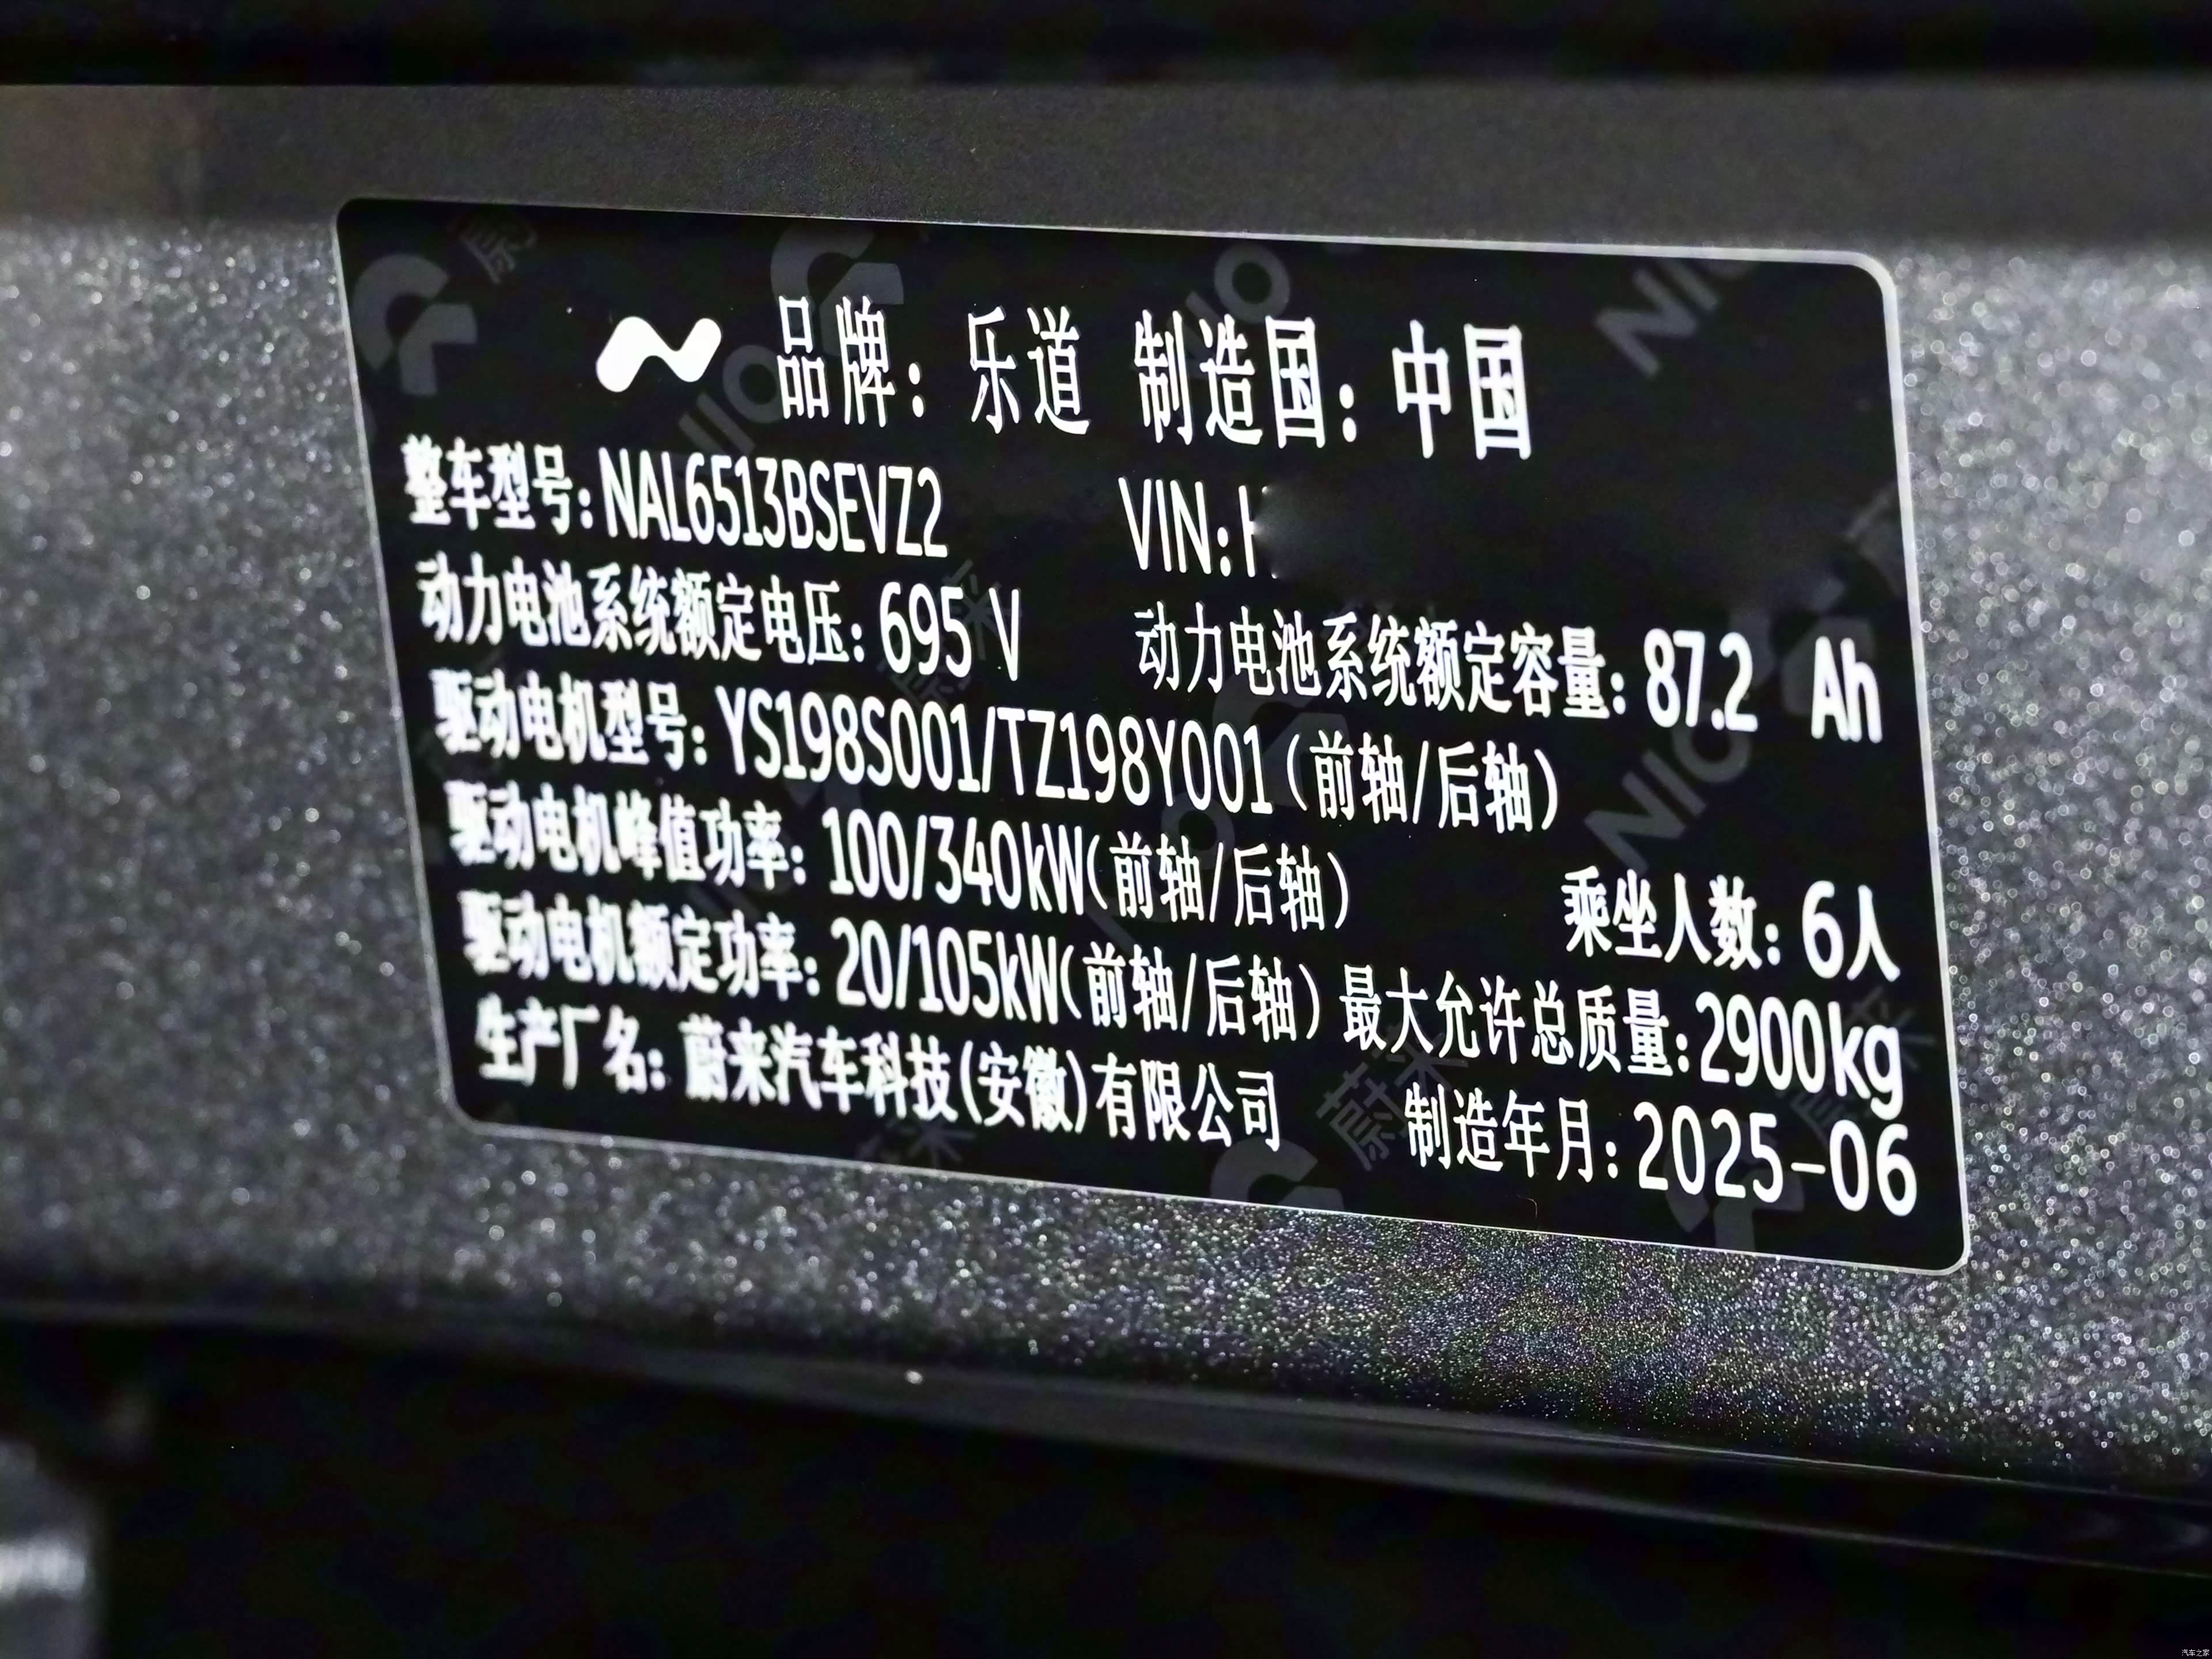 品牌: 乐道 制造国: 中国
整车型号: NAL6513BSEVZ2 VIN:
动力电池系统额定电压: 695 V 动力电池系统额定容量: 87.2 Ah
驱动电机型号: YS198S001/TZ198Y001 (前轴/后轴)
驱动电机峰值功率: 100/340kW(前轴/后轴) 乘坐人数: 6人
驱动电机额定功率: 20/105kW(前轴/后轴) 最大允许总质量: 2900kg
生产厂名: 蔚来汽车科技(安徽)有限公司 制造年月: 2025-06
汽车之家